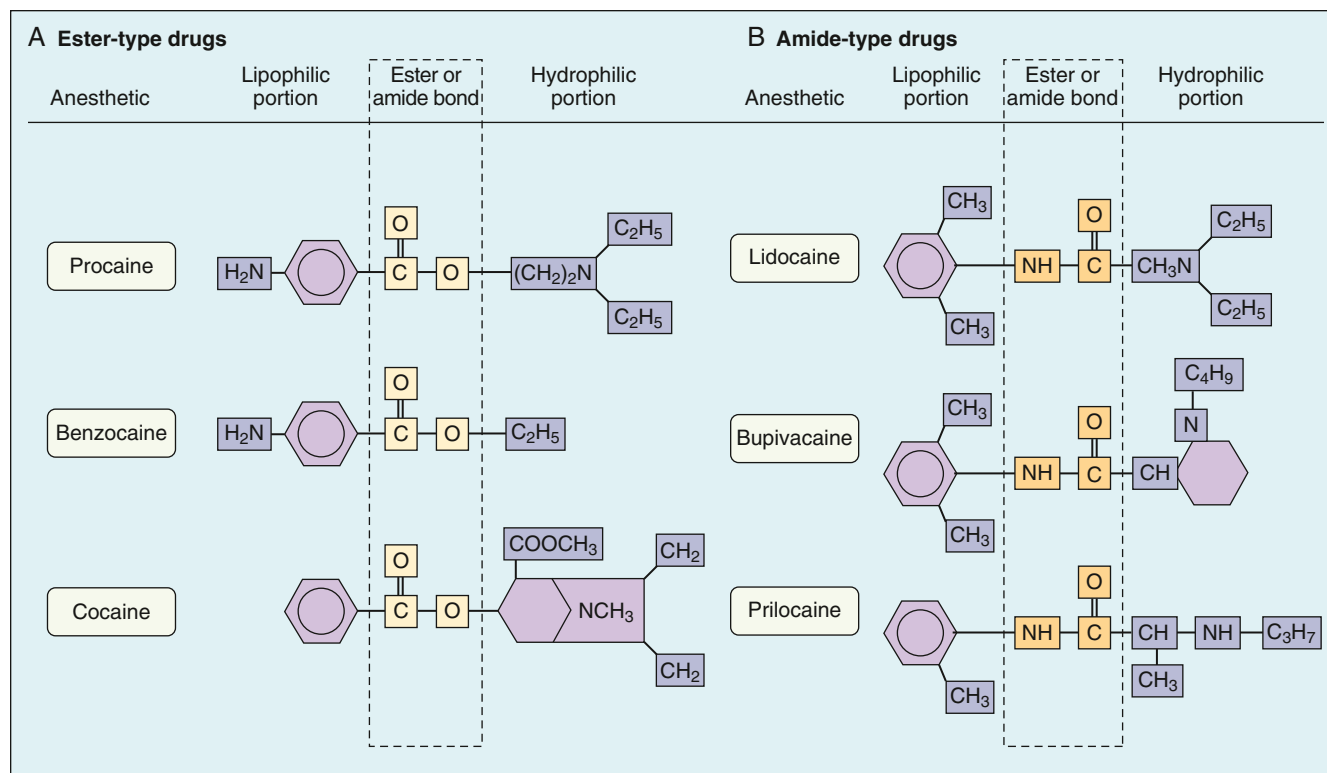 A Ester-type drugs
Anesthetic
Lipophilic
portion
Ester or
amide bond
Hydrophilic
portion
Procaine
H₂N
O
C
O
(CH₂)₂N
C₂H₅
C₂H₅
Benzocaine
H₂N
O
C
O
C₂H₅
Cocaine
O
C
O
COOCH₃
NCH₃
CH₂
CH₂
B Amide-type drugs
Anesthetic
Lipophilic
portion
Ester or
amide bond
Hydrophilic
portion
Lidocaine
CH₃
CH₃
NH
O
C
CH₃N
C₂H₅
C₂H₅
Bupivacaine
CH₃
CH₃
NH
O
C
CH
N
C₄H₉
Prilocaine
CH₃
NH
O
C
CH
CH₃
NH
C₃H₇